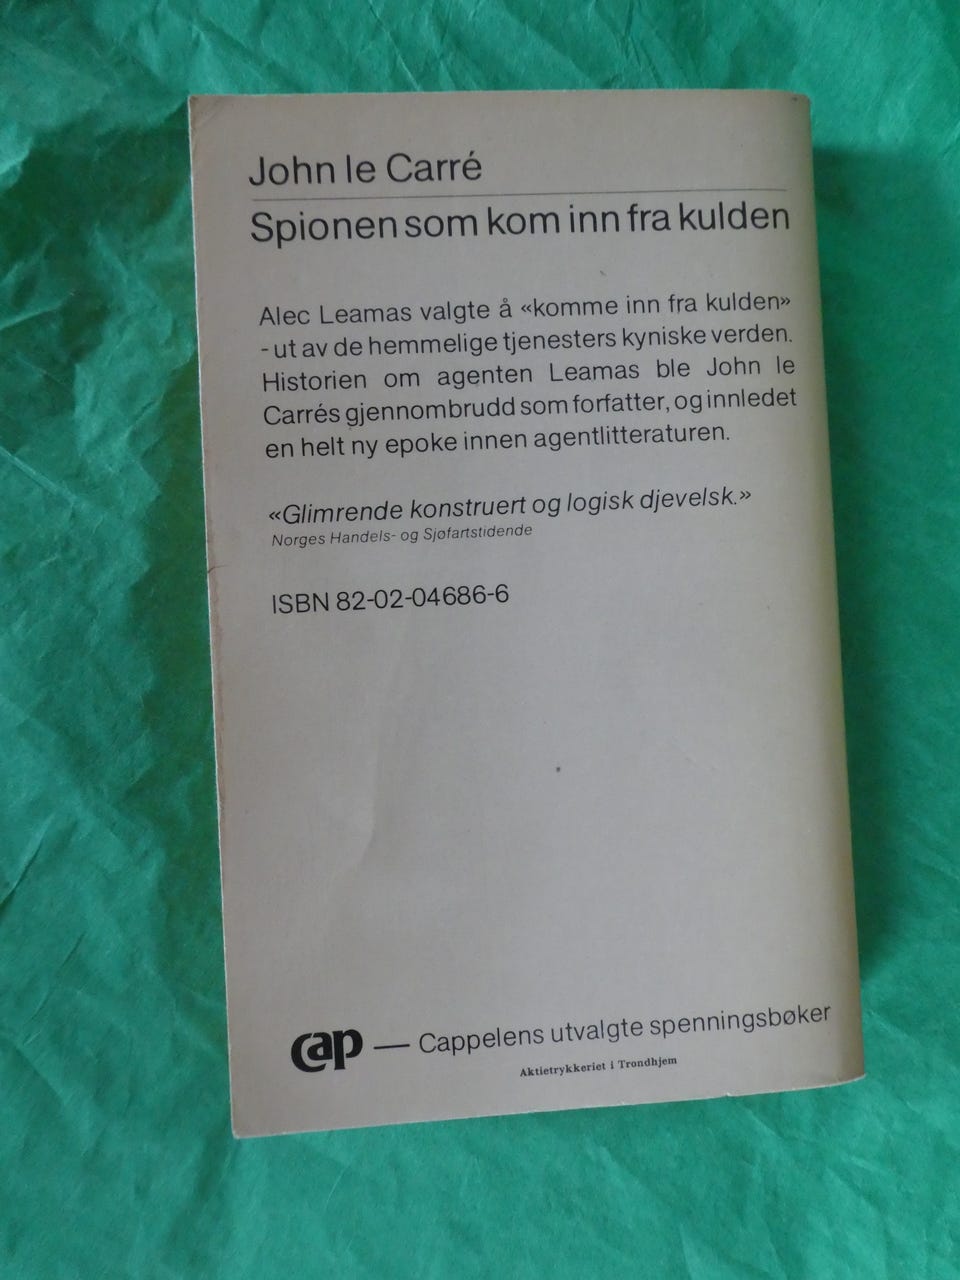 John le Carré
Spionen som kom inn fra kulden
Alec Leamas valgte å «komme inn fra kulden»
- ut av de hemmelige tjenesters kyniske verden.
Historien om agenten Leamas ble John le
Carrés gjennombrudd som forfatter, og innledet
en helt ny epoke innen agentlitteraturen.
«Glimrende konstruert og logisk djevelsk.»
Norges Handels- og Sjøfartstidende
ISBN 82-02-04686-6
cap — Cappelens utvalgte spenningsbøker
Aktietrykkeriet i Trondhjem